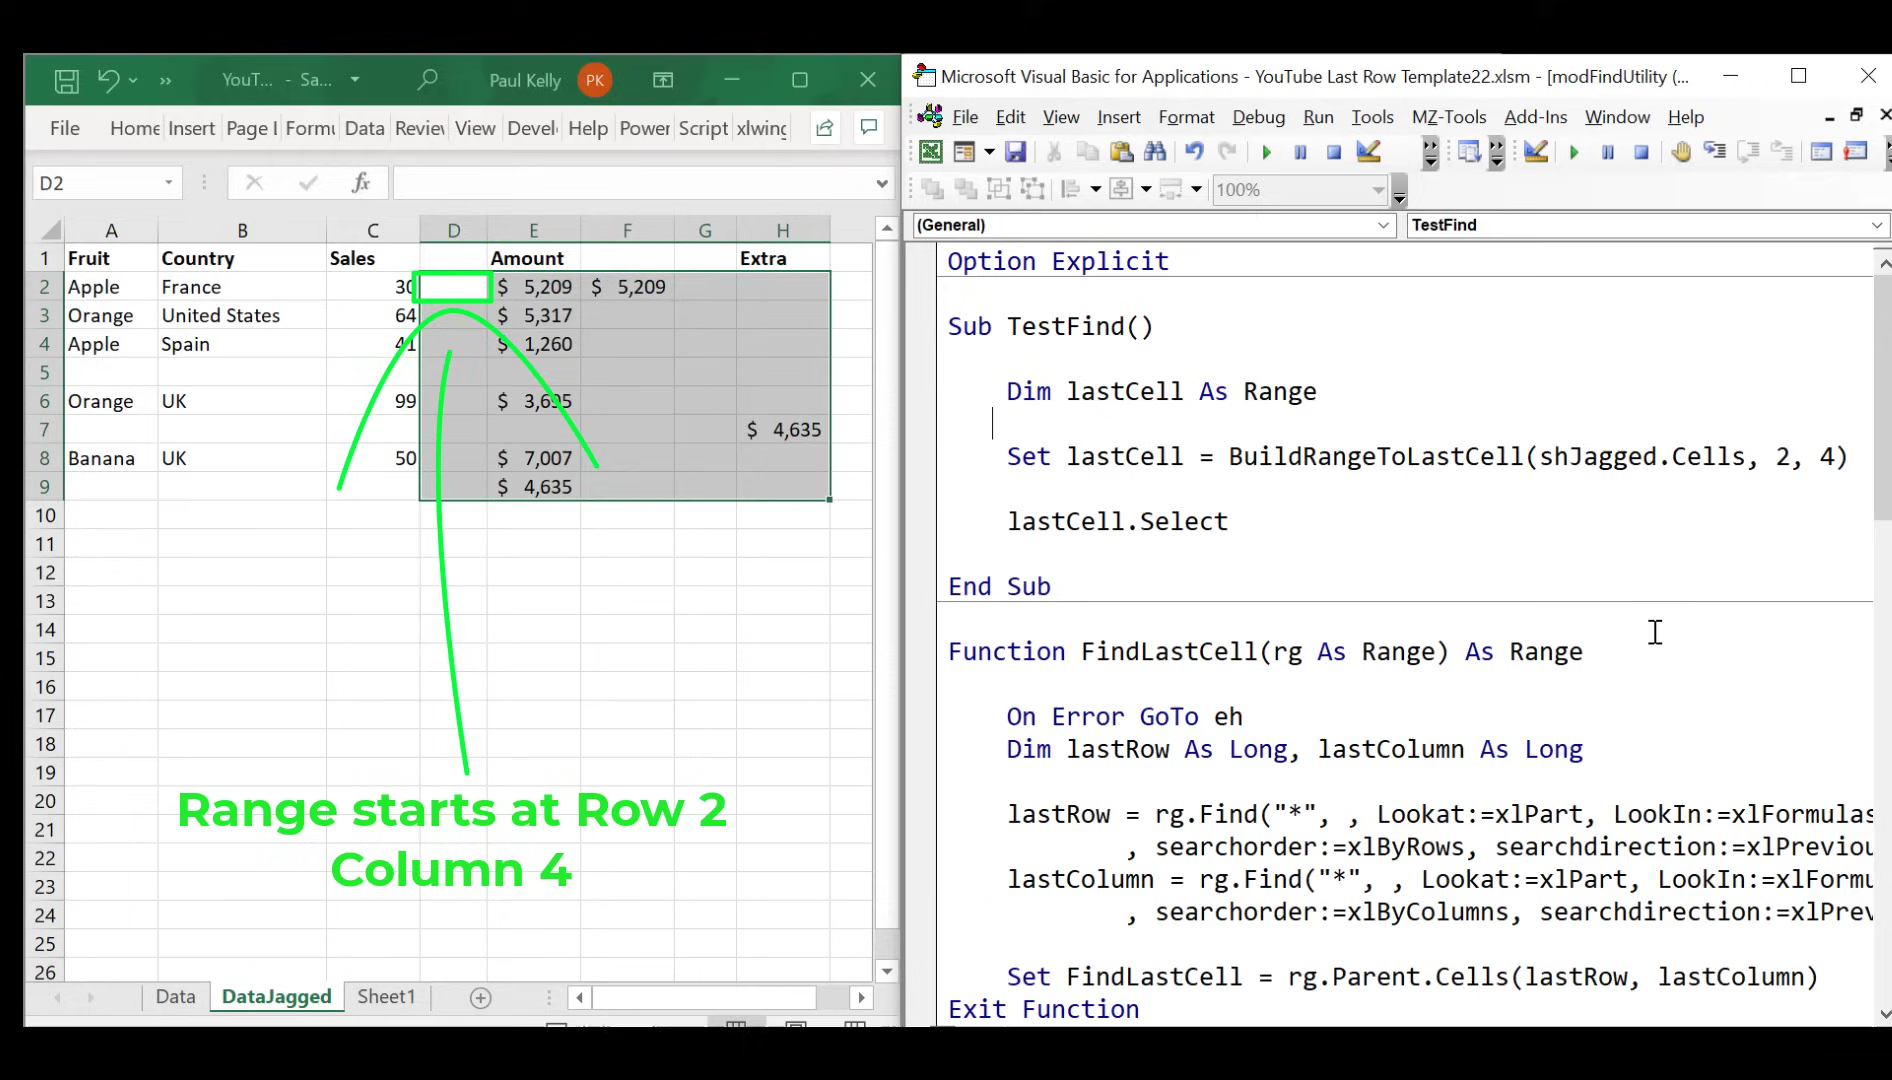 YouT... - Sa...
Paul Kelly PK
File Home Insert Page I Formu Data Review View Devel Help Power Script xlwing
D2
fx
A B C D E F G H
1 Fruit Country Sales Amount Extra
2 Apple France 30 $ 5,209 $ 5,209
3 Orange United States 64 $ 5,317
4 Apple Spain 41 $ 1,260
5
6 Orange UK 99 $ 3,695
7 $ 4,635
8 Banana UK 50 $ 7,007
9 $ 4,635
10
11
12
13
14
15
16
17
18
19
20
21
22
23
24
25
26
Range starts at Row 2
Column 4
Data DataJagged Sheet1
Microsoft Visual Basic for Applications - YouTube Last Row Template22.xlsm - [modFindUtility (...
File Edit View Insert Format Debug Run Tools MZ-Tools Add-Ins Window Help
100%
(General) TestFind
Option Explicit
Sub TestFind()
Dim lastCell As Range
Set lastCell = BuildRangeToLastCell(shJagged.Cells, 2, 4)
lastCell.Select
End Sub
Function FindLastCell(rg As Range) As Range
On Error GoTo eh
Dim lastRow As Long, lastColumn As Long
lastRow = rg.Find("*", , Lookat:=xlPart, LookIn:=xlFormulas
, searchorder:=xlByRows, searchdirection:=xlPreviou
lastColumn = rg.Find("*", , Lookat:=xlPart, LookIn:=xlFormu
, searchorder:=xlByColumns, searchdirection:=xlPrev
Set FindLastCell = rg.Parent.Cells(lastRow, lastColumn)
Exit Function